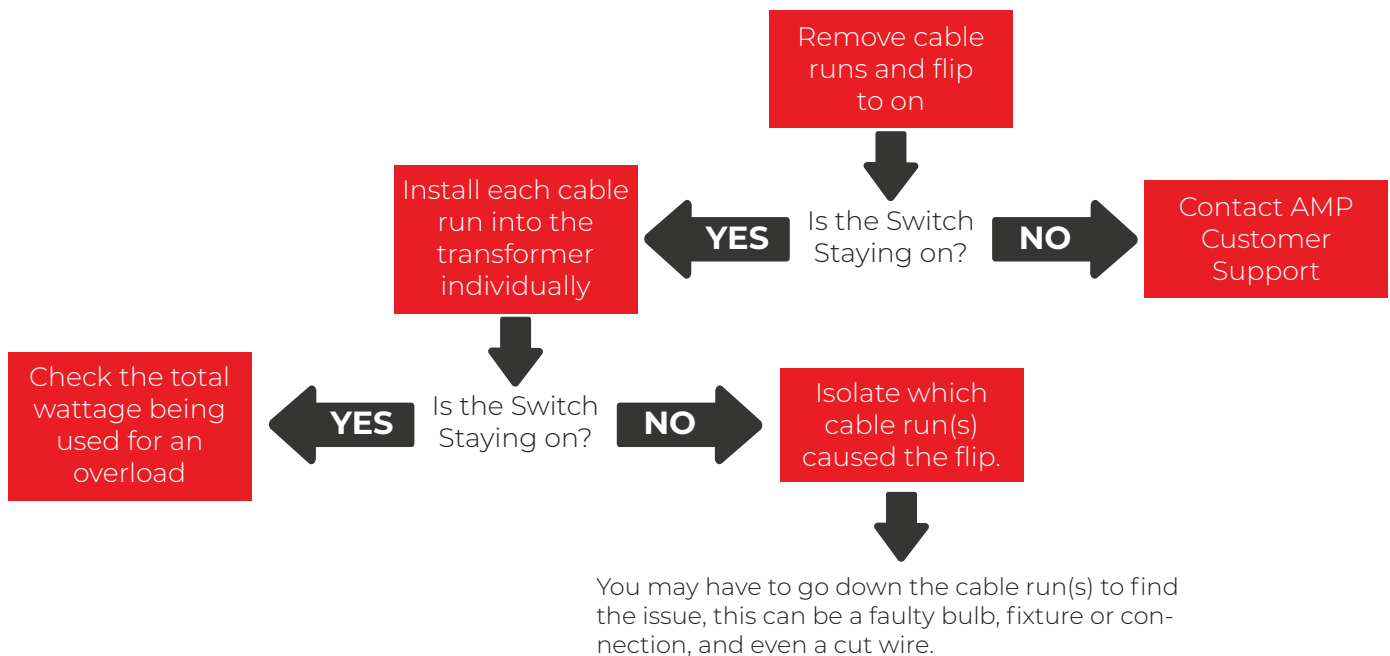 Remove cable
runs and flip
to on
Install each cable
run into the
transformer
individually
YES
Is the Switch
Staying on?
NO
Contact AMP
Customer
Support
Check the total
wattage being
used for an
overload
YES
Is the Switch
Staying on?
NO
Isolate which
cable run(s)
caused the flip.
You may have to go down the cable run(s) to find
the issue, this can be a faulty bulb, fixture or con-
nection, and even a cut wire.